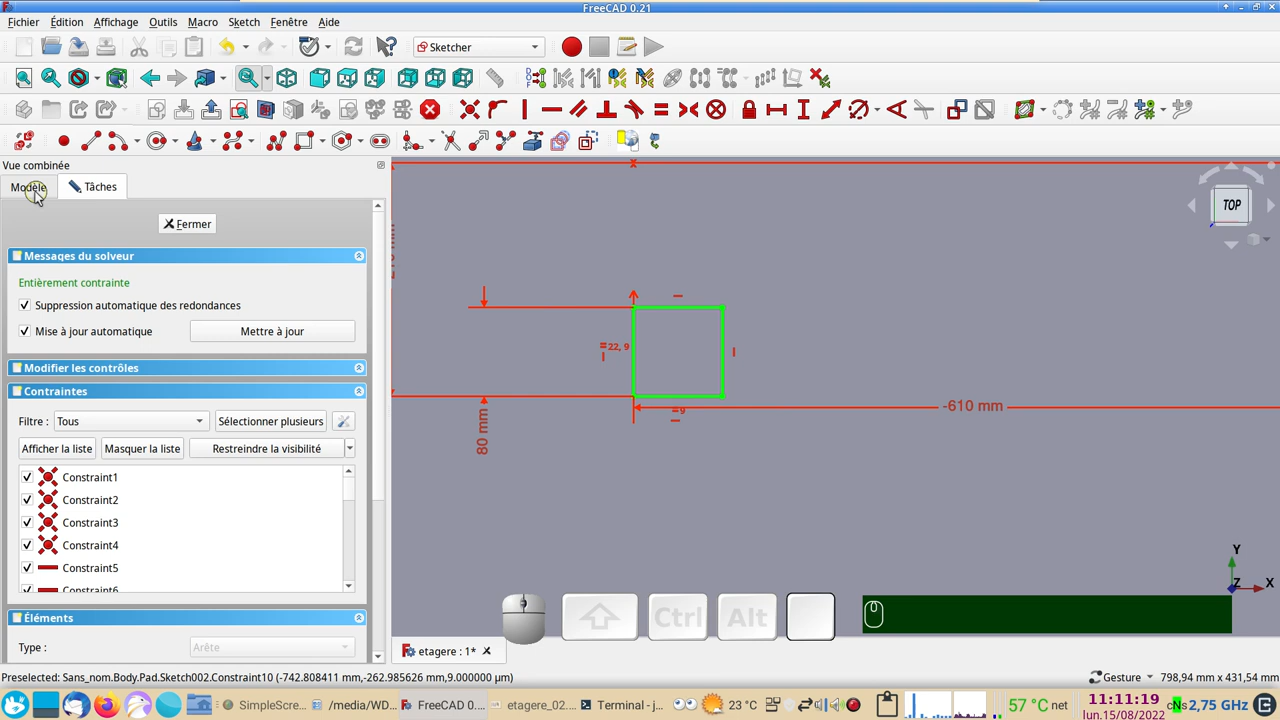 FreeCAD 0.21
Fichier Édition Affichage Outils Macro Sketch Fenêtre Aide
Sketcher
Vue combinée
Modèle Tâches
Fermer
Messages du solveur
Entièrement contrainte
Suppression automatique des redondances
Mise à jour automatique Mettre à jour
Modifier les contrôles
Contraintes
Filtre : Tous Sélectionner plusieurs
Afficher la liste Masquer la liste Restreindre la visibilité
Constraint1
Constraint2
Constraint3
Constraint4
Constraint5
Constraint6
Éléments
Type : Arête
TOP
22, 9
9
80 mm
-610 mm
Y
Z X
Ctrl Alt
etagere : 1*
Preselected: Sans_nom.Body.Pad.Sketch002.Constraint10 (-742.808411 mm,-262.985626 mm,9.000000 µm)
Gesture 798,94 mm x 431,54 mm
SimpleScre... /media/WD... FreeCAD 0.... etagere_02.... Terminal - j... 23 °C 57 °C net 11:11:19 2,75 GHz
lun.15/08/2022